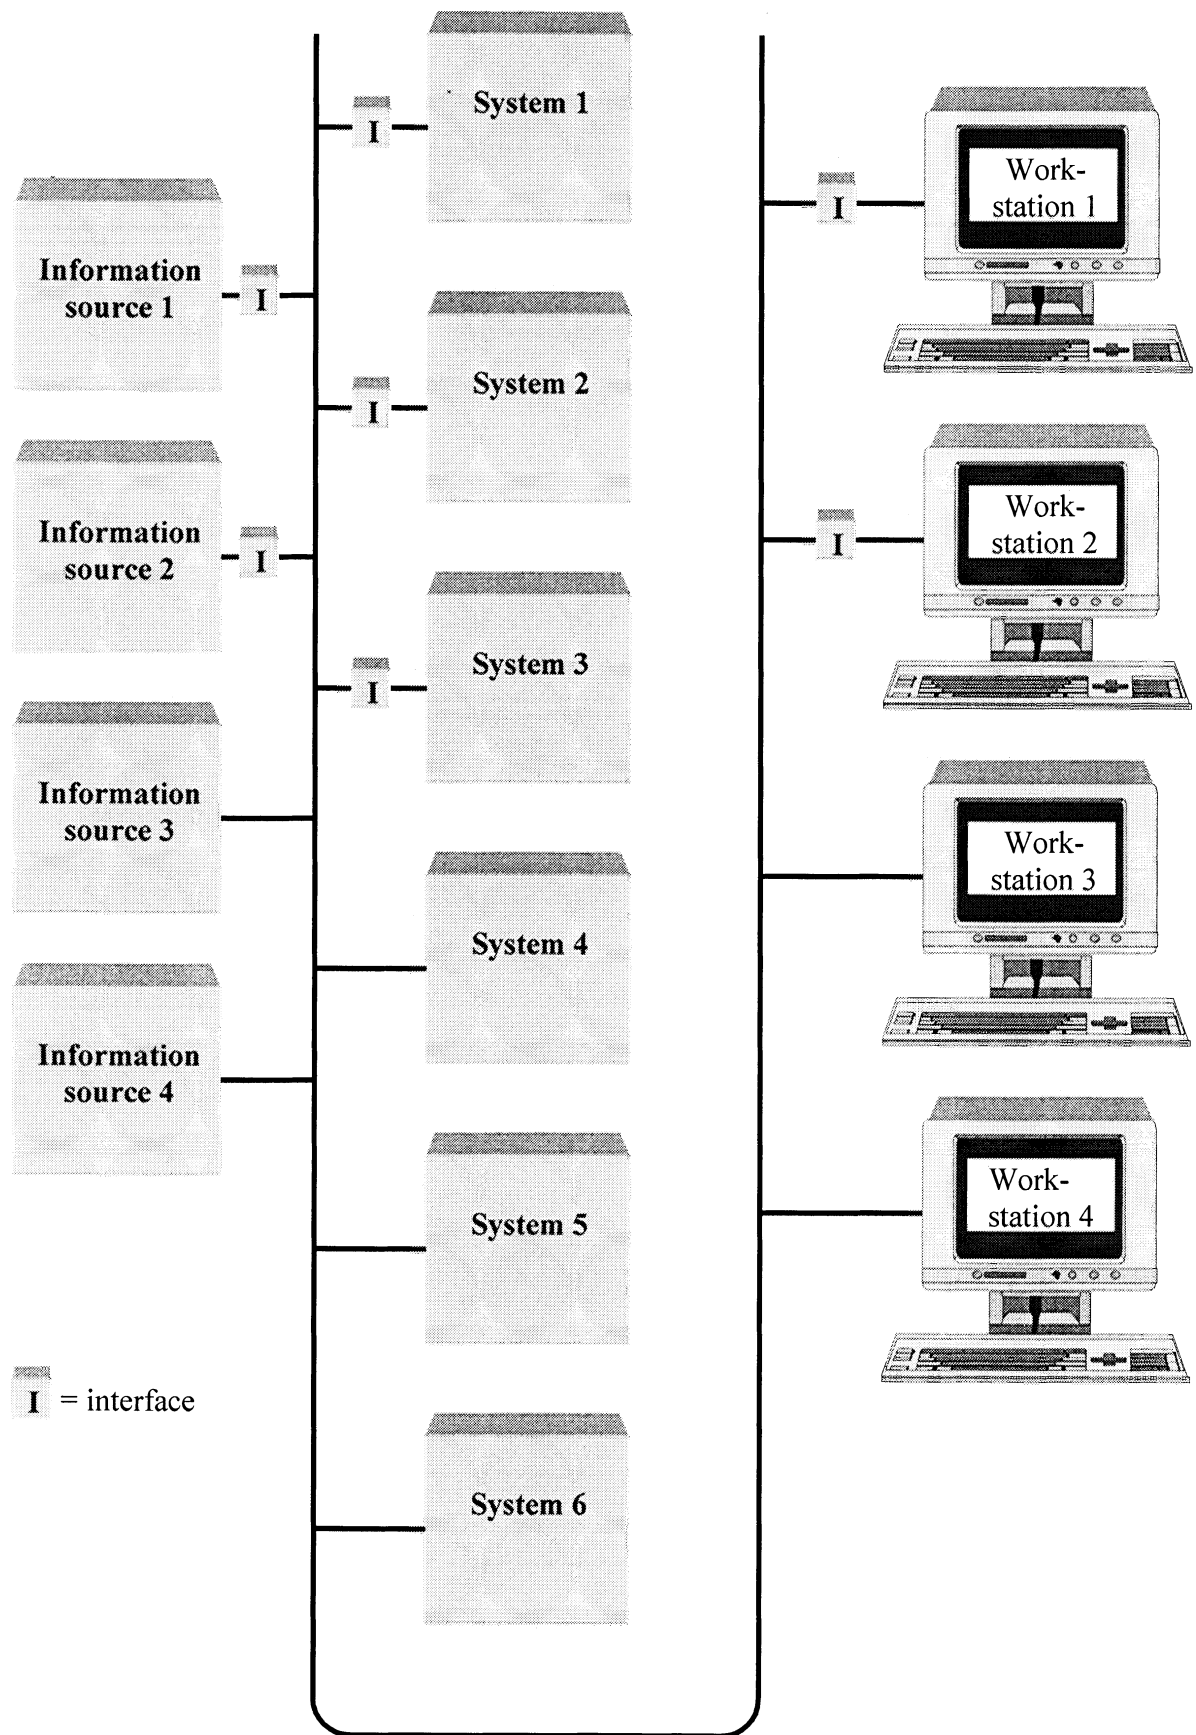 System 1
I
Work-
station 1
I
Information
source 1
I
System 2
I
Work-
station 2
I
Information
source 2
I
System 3
I
Information
source 3
Work-
station 3
System 4
Information
source 4
Work-
station 4
System 5
I = interface
System 6